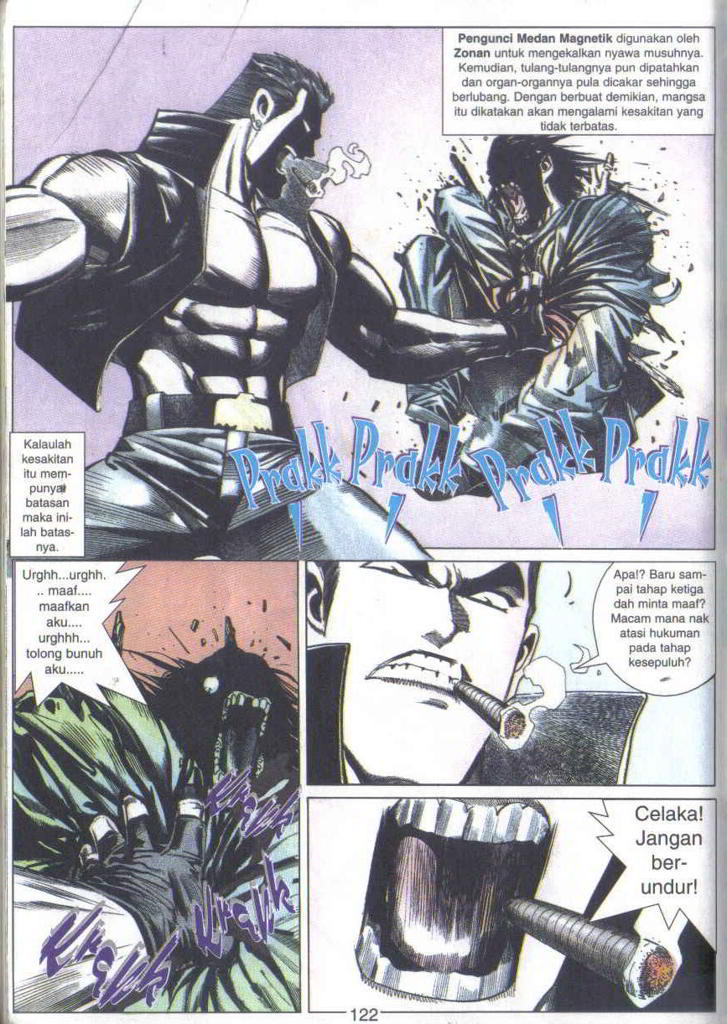 Pengunci Medan Magnetik digunakan oleh
Zonan untuk mengekalkan nyawa musuhnya.
Kemudian, tulang-tulangnya pun dipatahkan
dan organ-organnya pula dicakar sehingga
berlubang. Dengan berbuat demikian, mangsa
itu dikatakan akan mengalami kesakitan yang
tidak terbatas.
Kalaulah
kesakitan
itu mem-
punyai
batasan
maka ini-
lah batas-
nya.
Prakk Prakk Prakk Prakk
Urghh...urghh.
.. maaf....
maafkan
aku....
urghhh...
tolong bunuh
aku.....
Krakk
Krakk
Krakk
Apa!? Baru sam-
pai tahap ketiga
dah minta maaf?
Macam mana nak
atasi hukuman
pada tahap
kesepuluh?
Celaka!
Jangan
ber-
undur!
122